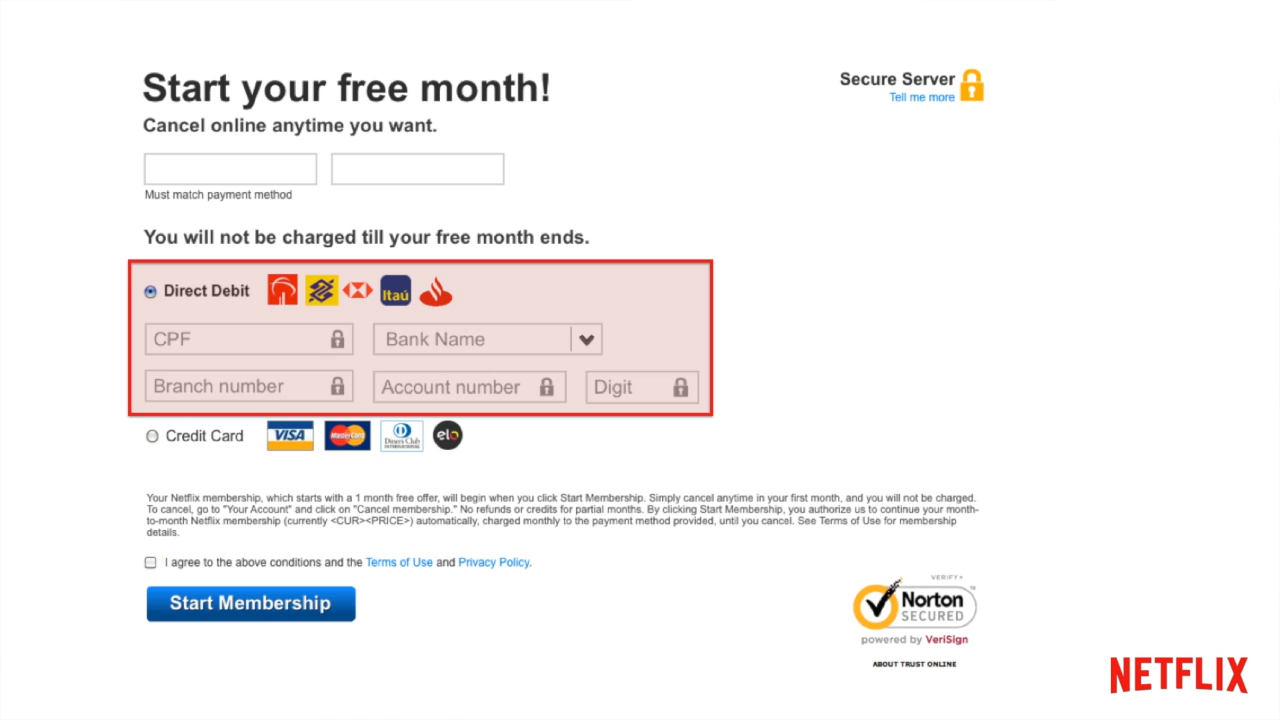 Start your free month!
Secure Server
Tell me more
Cancel online anytime you want.
Must match payment method
You will not be charged till your free month ends.
Direct Debit
Itaú
CPF
Bank Name
Branch number
Account number
Digit
Credit Card
VISA
MasterCard
Diners Club
INTERNATIONAL
elo
Your Netflix membership, which starts with a 1 month free offer, will begin when you click Start Membership. Simply cancel anytime in your first month, and you will not be charged.
To cancel, go to "Your Account" and click on "Cancel membership." No refunds or credits for partial months. By clicking Start Membership, you authorize us to continue your month-
to-month Netflix membership (currently <CUR><PRICE>) automatically, charged monthly to the payment method provided, until you cancel. See Terms of Use for membership
details.
I agree to the above conditions and the Terms of Use and Privacy Policy.
Start Membership
VERIFY▸
Norton™
SECURED
powered by VeriSign
ABOUT TRUST ONLINE
NETFLIX